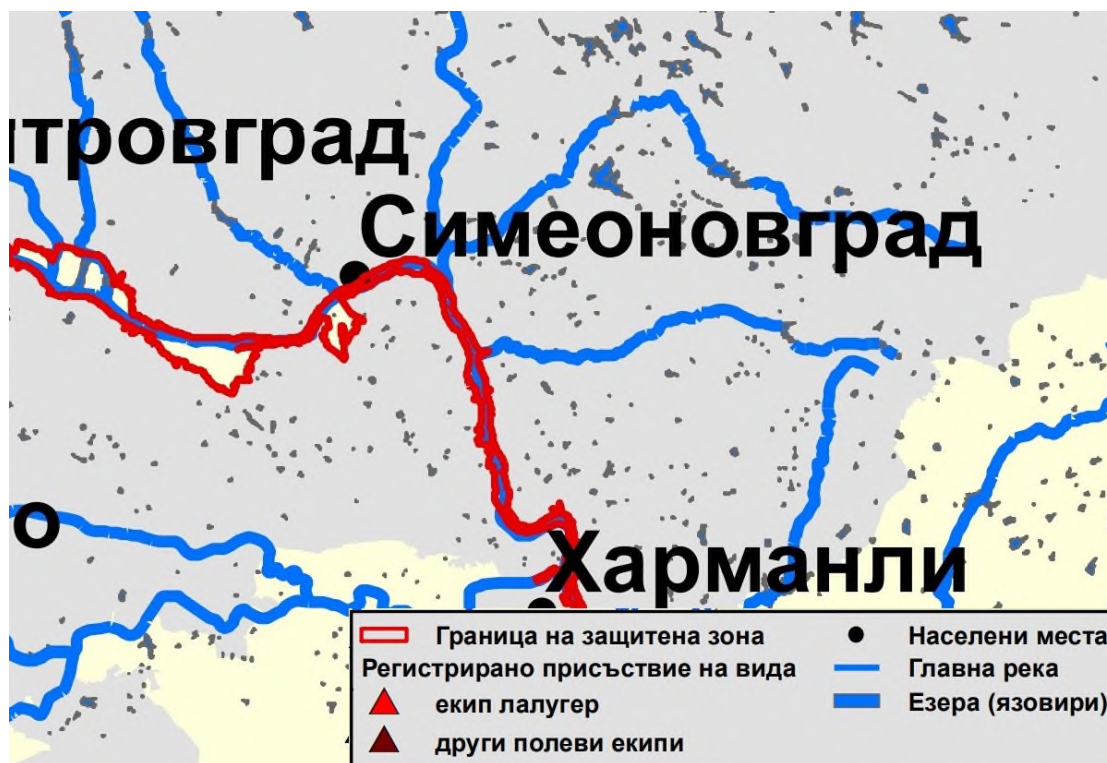 итровград
Симеоновград
о
Харманли
Граница на защитена зона
Регистрирано присъствие на вида
екип лалугер
други полеви екипи
Населени места
Главна река
Езера (язовири)